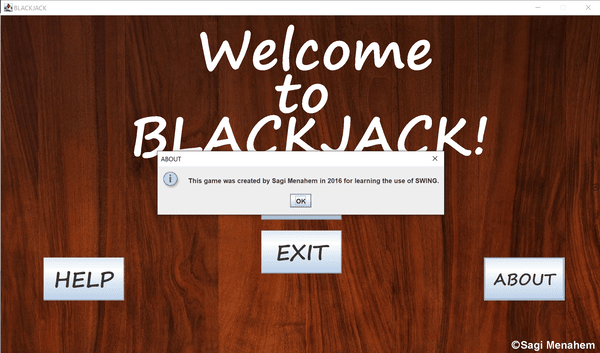 BLACKJACK
Welcome
to
BLACKJACK!
ABOUT
This game was created by Sagi Menahem in 2016 for learning the use of SWING.
OK
EXIT
HELP
ABOUT
©Sagi Menahem